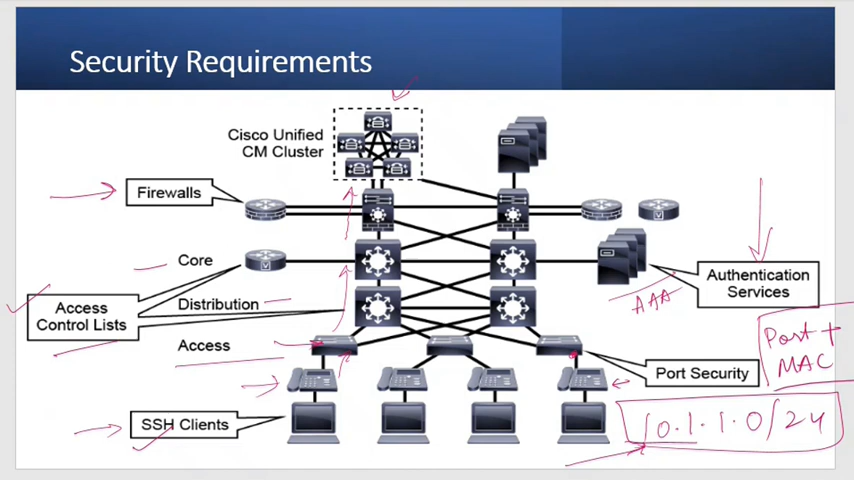 Security Requirements
Cisco Unified
CM Cluster
Firewalls
Core
Authentication
Services
AAA
Distribution
Access
Control Lists
Access
Port +
MAC
Port Security
SSH Clients
10.1.1.0/24